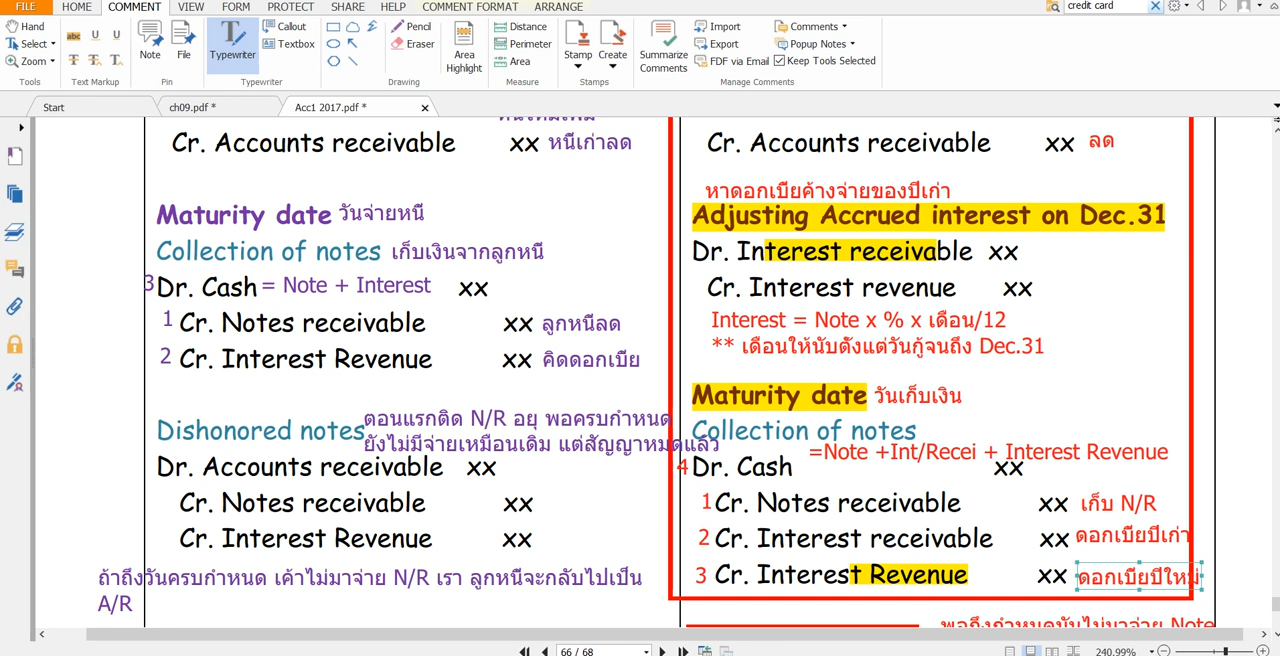 FILE HOME COMMENT VIEW FORM PROTECT SHARE HELP COMMENT FORMAT ARRANGE
credit card
Hand
Select
Zoom
Tools
Text Markup
Note
File
Pin
Typewriter
Callout
Textbox
Typewriter
Pencil
Eraser
Drawing
Area Highlight
Distance
Perimeter
Area
Measure
Stamp
Create
Stamps
Summarize Comments
Import
Export
FDF via Email
Comments
Popup Notes
Keep Tools Selected
Manage Comments
Start ch09.pdf * Acc1 2017.pdf *
Cr. Accounts receivable xx หนี้เก่าลด
Maturity date วันจ่ายหนี้
Collection of notes เก็บเงินจากลูกหนี้
3 Dr. Cash = Note + Interest xx
1 Cr. Notes receivable xx ลูกหนี้ลด
2 Cr. Interest Revenue xx คิดดอกเบี้ย
ตอนแรกติด N/R อยุ่ พอครบกำหนด
Dishonored notes ยังไม่มีจ่ายเหมือนเดิม แต่สัญญาหมดแล้ว
Dr. Accounts receivable xx
Cr. Notes receivable xx
Cr. Interest Revenue xx
ถ้าถึงวันครบกำหนด เค้าไม่มาจ่าย N/R เรา ลูกหนี้จะกลับไปเป็น
A/R
Cr. Accounts receivable xx ลด
หาดอกเบี้ยค้างจ่ายของปีเก่า
Adjusting Accrued interest on Dec.31
Dr. Interest receivable xx
Cr. Interest revenue xx
Interest = Note x % x เดือน/12
** เดือนให้นับตั้งแต่วันกู้จนถึง Dec.31
Maturity date วันเก็บเงิน
Collection of notes
=Note +Int/Recei + Interest Revenue
4 Dr. Cash xx
1 Cr. Notes receivable xx เก็บ N/R
2 Cr. Interest receivable xx ดอกเบี้ยปีเก่า
3 Cr. Interest Revenue xx ดอกเบี้ยปีใหม่
66 / 68
240.99%